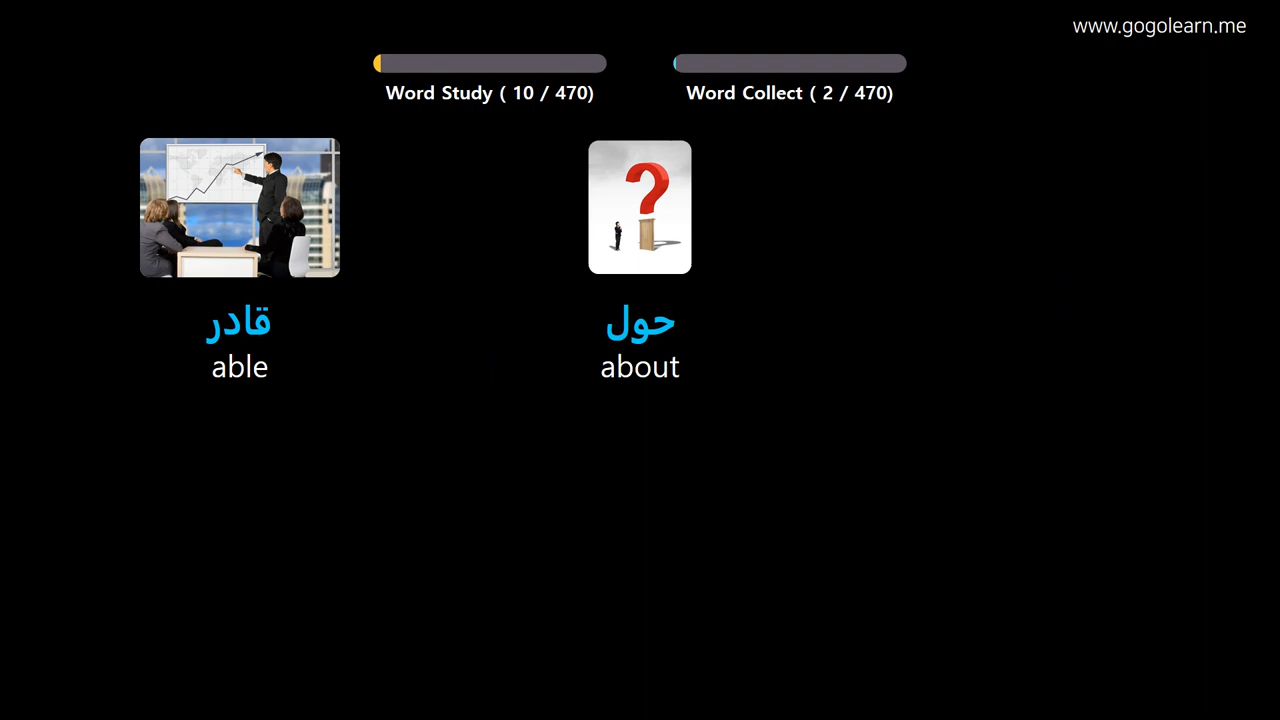 www.gogolearn.me
Word Study ( 10 / 470)
Word Collect ( 2 / 470)
قادر
able
حول
about